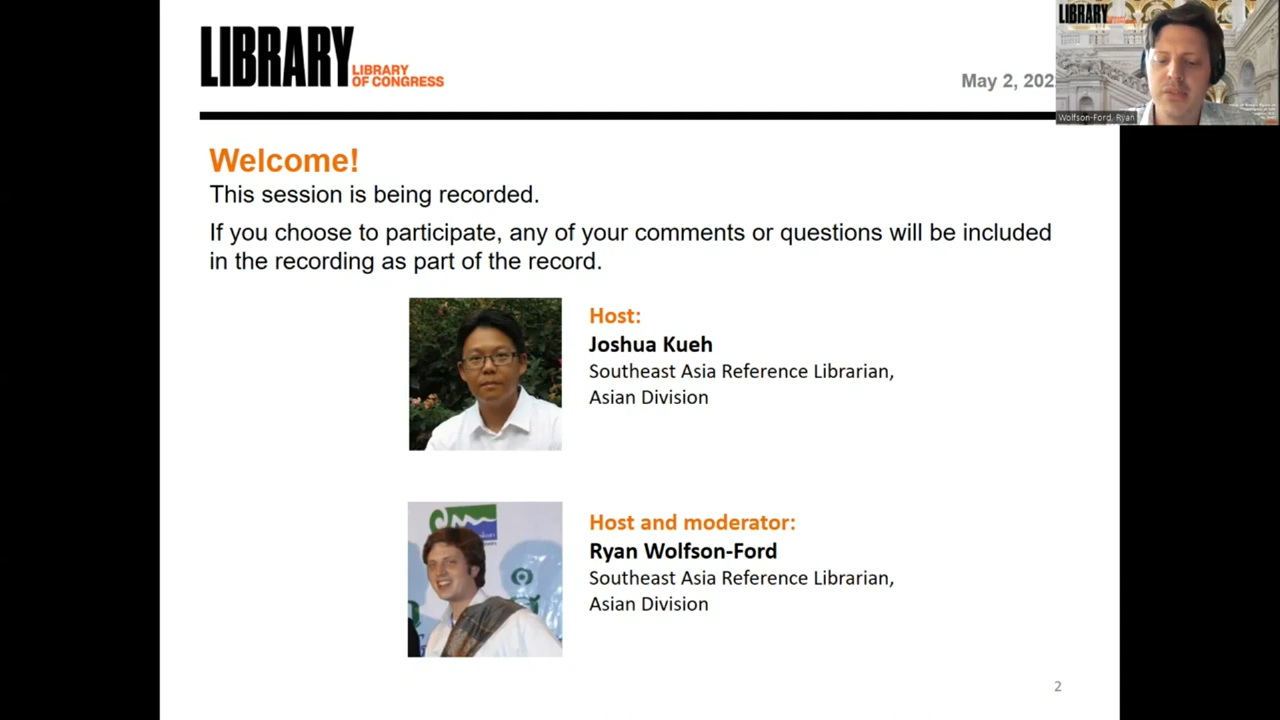 LIBRARY
LIBRARY
OF CONGRESS
May 2, 202
LIBRARY
Wolfson-Ford, Ryan
Welcome!
This session is being recorded.
If you choose to participate, any of your comments or questions will be included
in the recording as part of the record.
Host:
Joshua Kueh
Southeast Asia Reference Librarian,
Asian Division
Host and moderator:
Ryan Wolfson-Ford
Southeast Asia Reference Librarian,
Asian Division
2